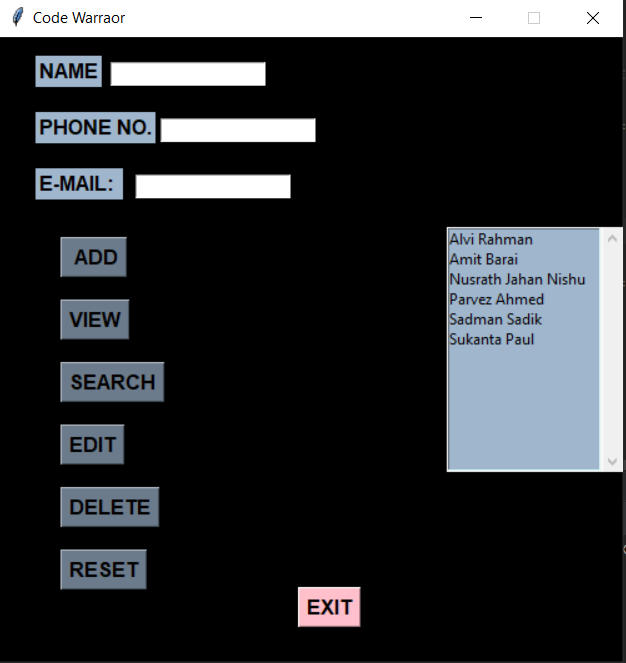 Code Warraor
NAME
PHONE NO.
E-MAIL:
ADD
VIEW
SEARCH
EDIT
DELETE
RESET
EXIT
Alvi Rahman
Amit Barai
Nusrath Jahan Nishu
Parvez Ahmed
Sadman Sadik
Sukanta Paul